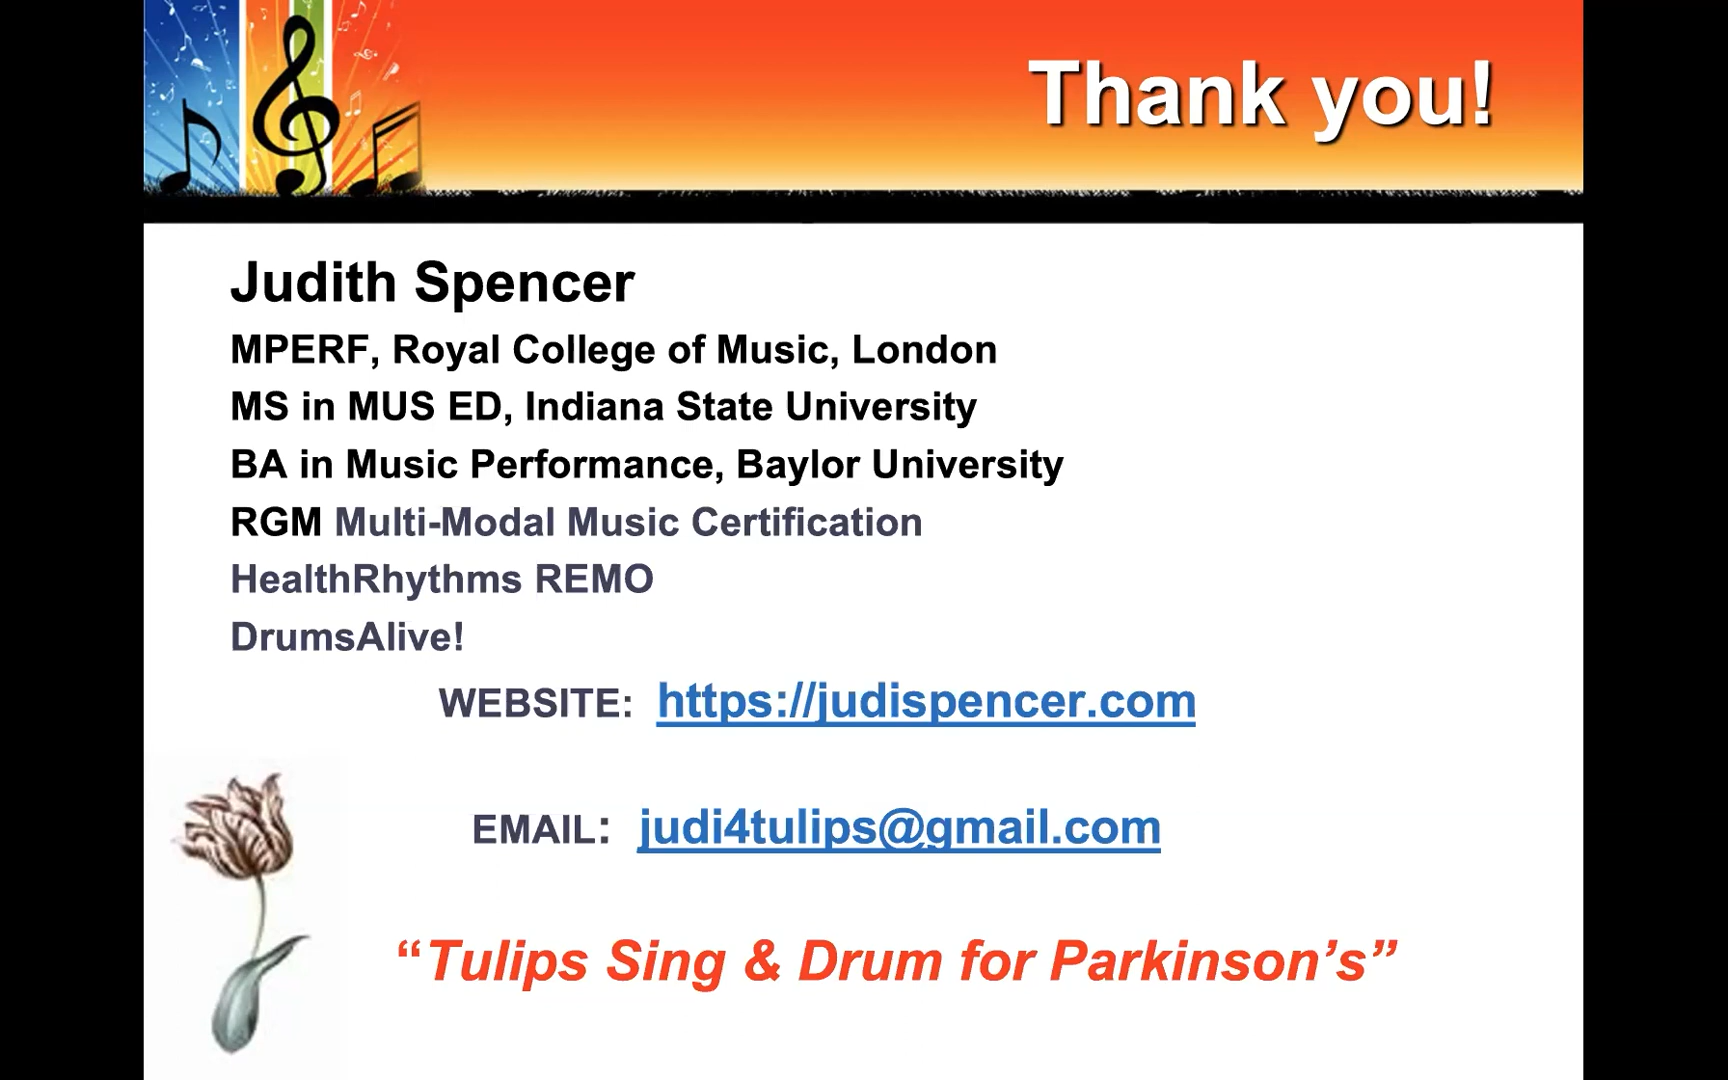 Thank you!
Judith Spencer
MPERF, Royal College of Music, London
MS in MUS ED, Indiana State University
BA in Music Performance, Baylor University
RGM Multi-Modal Music Certification
HealthRhythms REMO
DrumsAlive!
WEBSITE: https://judispencer.com
EMAIL: judi4tulips@gmail.com
“Tulips Sing & Drum for Parkinson’s”